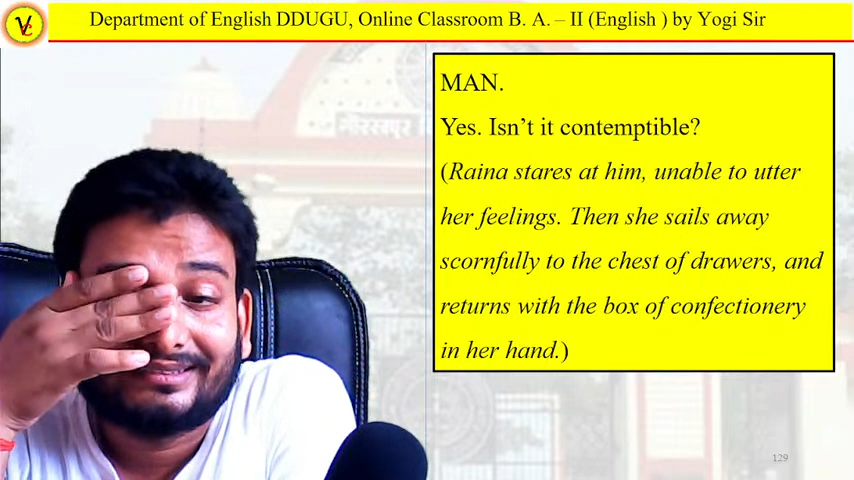 Department of English DDUGU, Online Classroom B. A. – II (English ) by Yogi Sir
MAN.
Yes. Isn’t it contemptible?
(Raina stares at him, unable to utter
her feelings. Then she sails away
scornfully to the chest of drawers, and
returns with the box of confectionery
in her hand.)
129